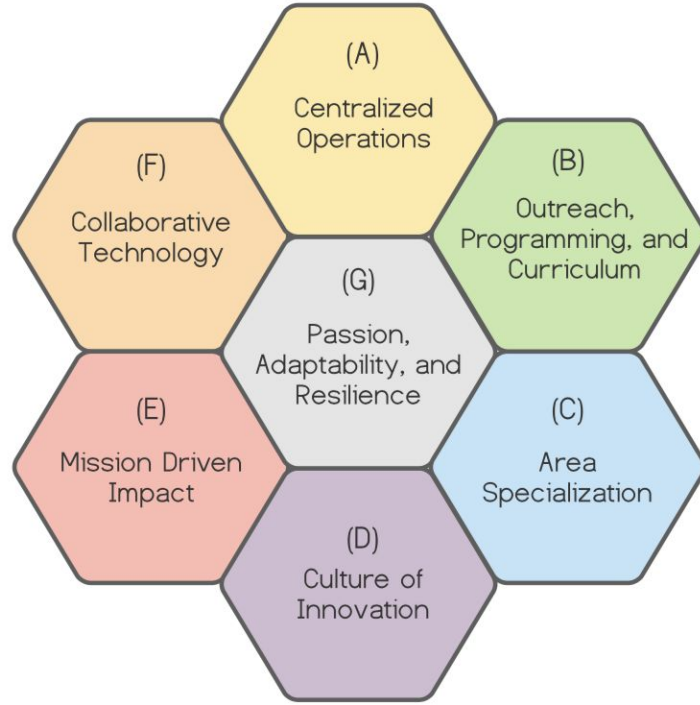 (A)
Centralized
Operations
(B)
Outreach,
Programming, and
Curriculum
(C)
Area
Specialization
(D)
Culture of
Innovation
(E)
Mission Driven
Impact
(F)
Collaborative
Technology
(G)
Passion,
Adaptability, and
Resilience